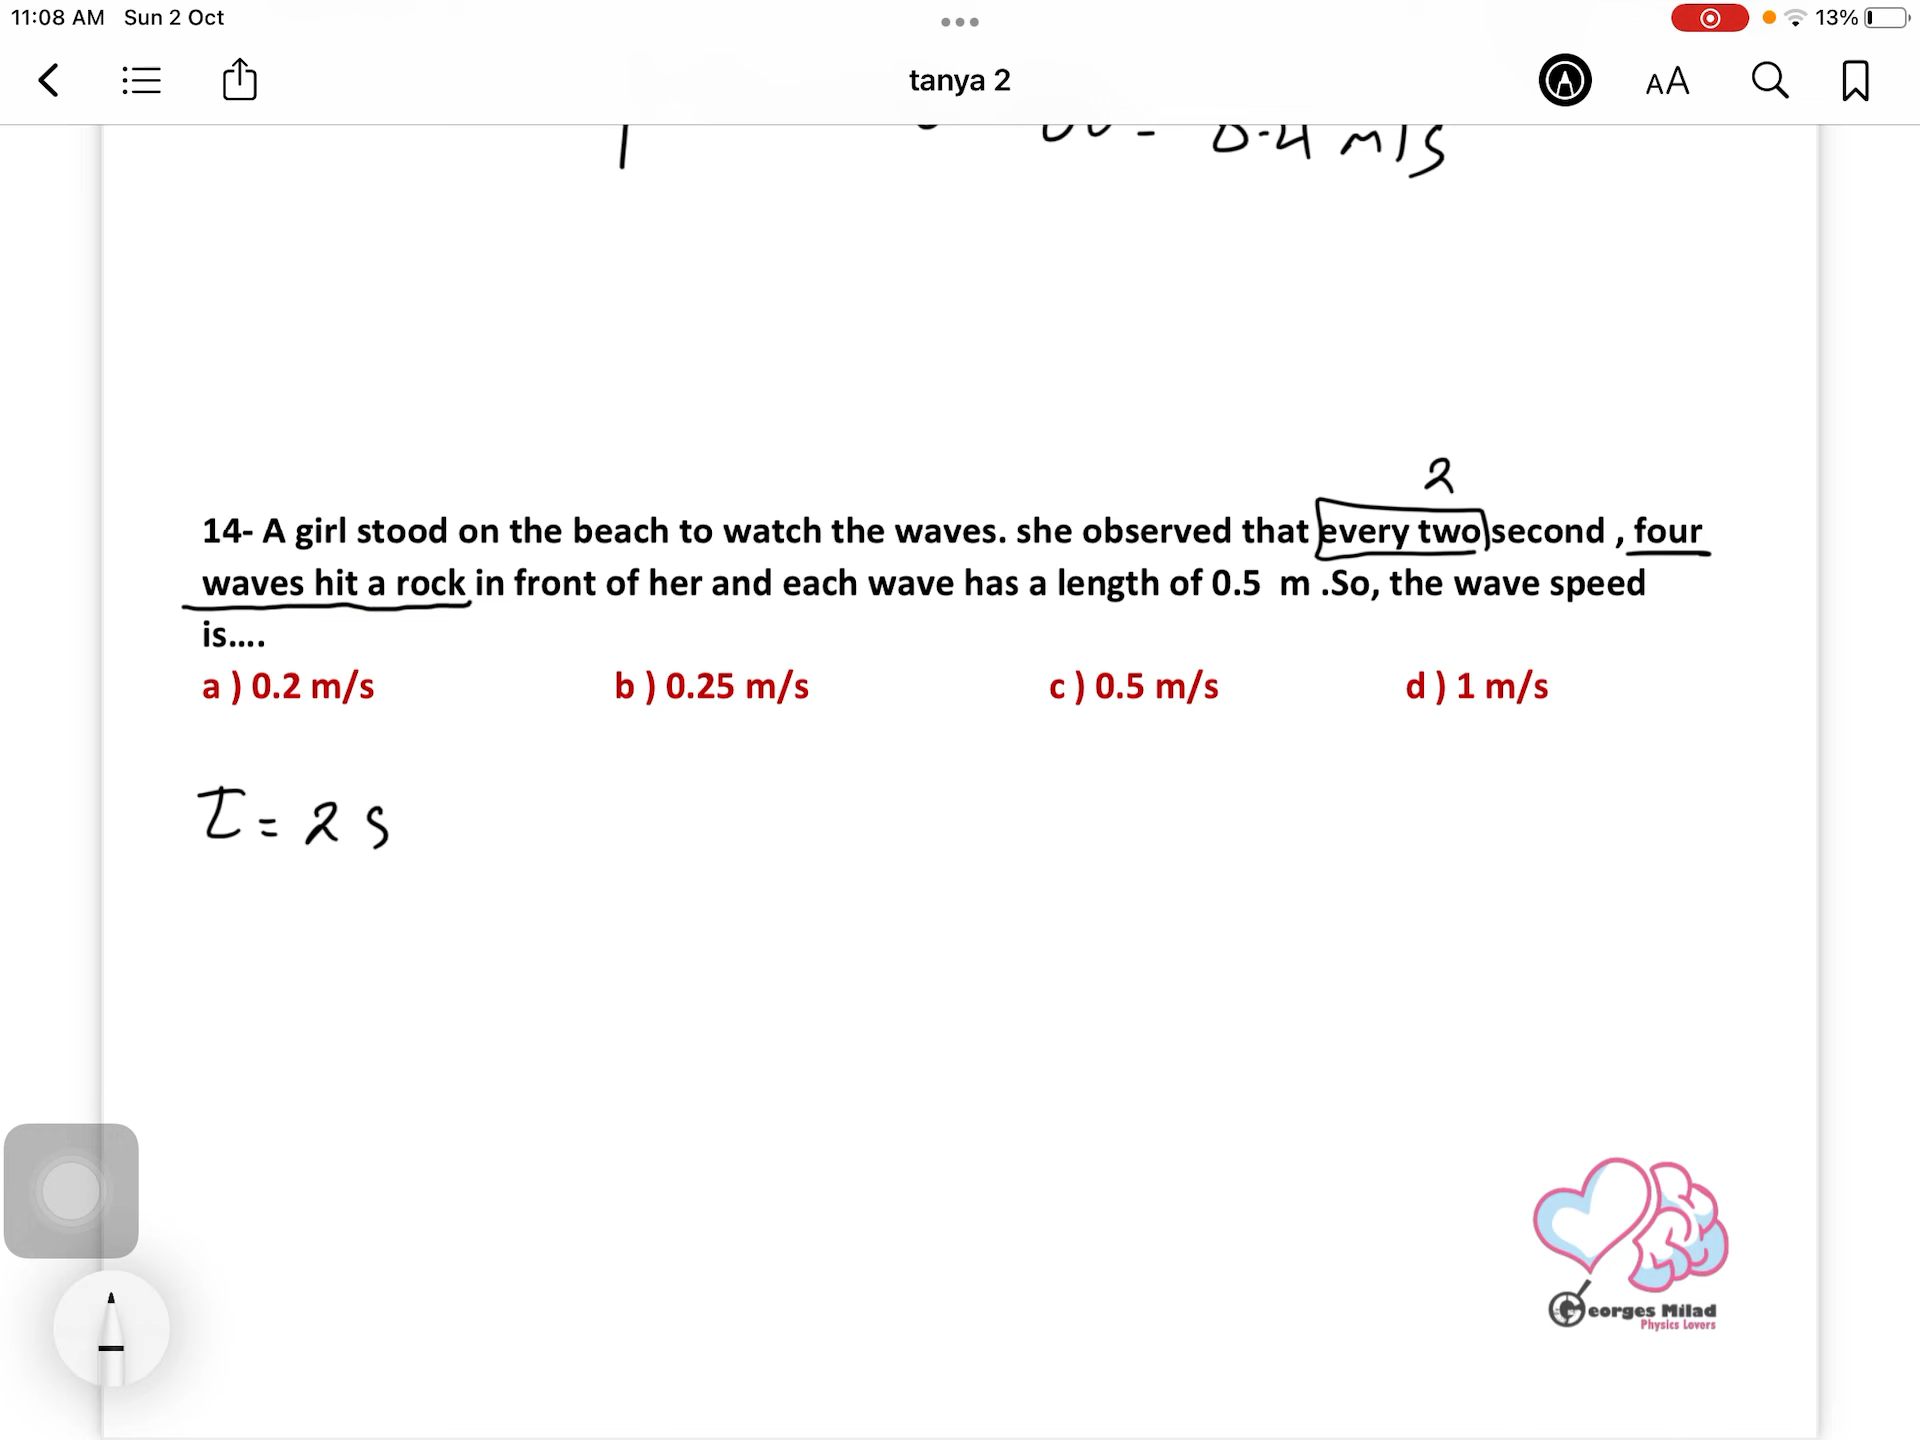 11:08 AM Sun 2 Oct
13%
tanya 2
AA
= 0.4 m/s
2
14- A girl stood on the beach to watch the waves. she observed that every two second , four
waves hit a rock in front of her and each wave has a length of 0.5 m .So, the wave speed
is....
a ) 0.2 m/s b ) 0.25 m/s c ) 0.5 m/s d ) 1 m/s
t = 2 s
Georges Milad
Physics Lovers